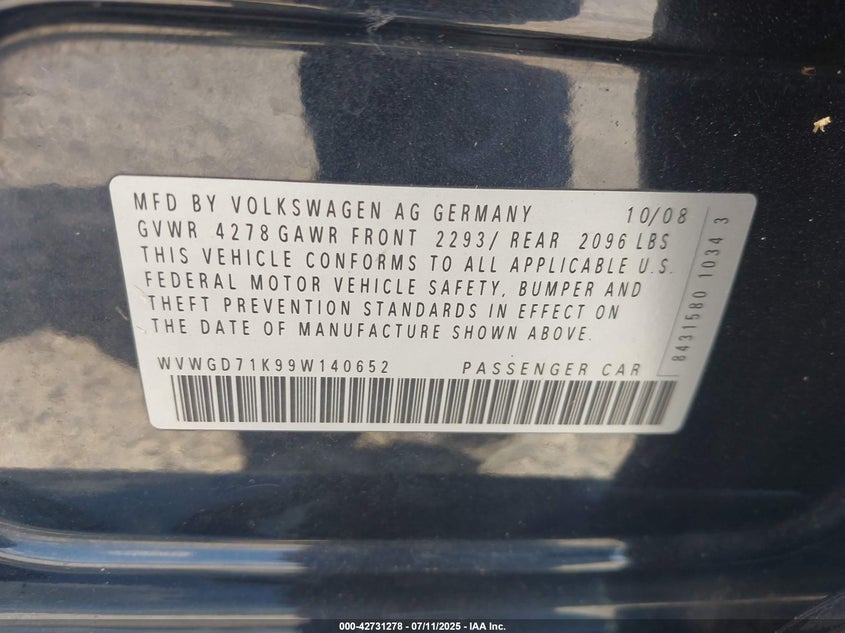 MFD BY VOLKSWAGEN AG GERMANY 10/08
GVWR 4278 GAWR FRONT 2293/ REAR 2096 LBS
THIS VEHICLE CONFORMS TO ALL APPLICABLE U.S.
FEDERAL MOTOR VEHICLE SAFETY, BUMPER AND
THEFT PREVENTION STANDARDS IN EFFECT ON
THE DATE OF MANUFACTURE SHOWN ABOVE.
WVWGD71K99W140652 PASSENGER CAR
8431580 1034 3
000-42731278 - 07/11/2025 - IAA Inc.